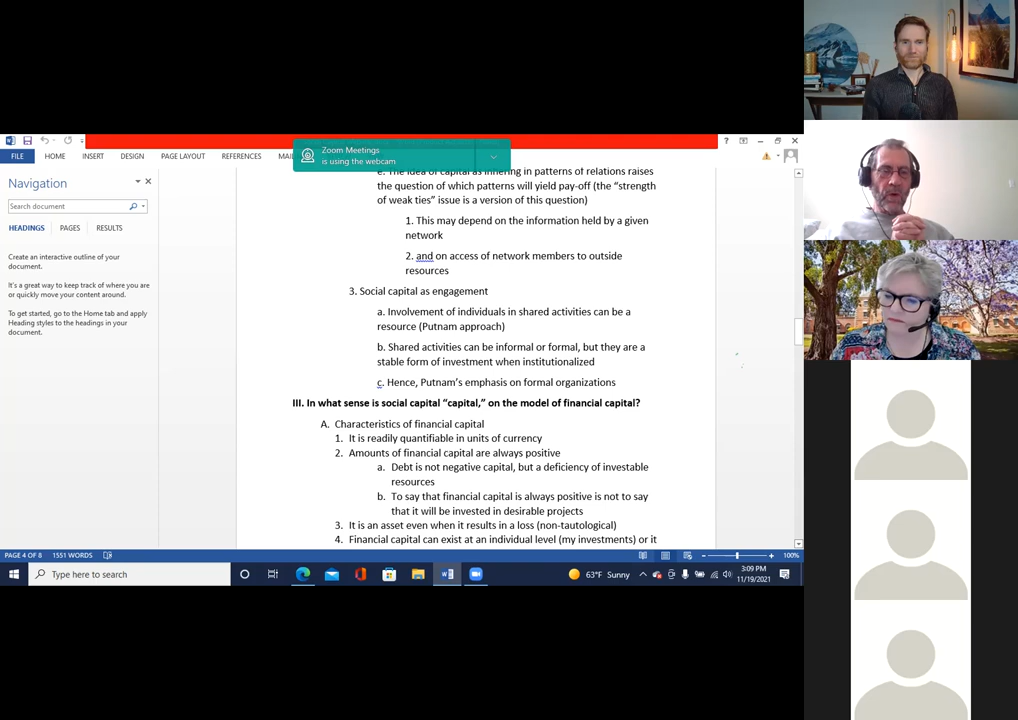 ?
FILE
HOME
INSERT
DESIGN
PAGE LAYOUT
REFERENCES
MAI
Zoom Meetings
is using the webcam
Navigation
Search document
HEADINGS
PAGES
RESULTS
Create an interactive outline of your
document.
It's a great way to keep track of where you are
or quickly move your content around.
To get started, go to the Home tab and apply
Heading styles to the headings in your
document.
e. The idea of capital as inhering in patterns of relations raises
the question of which patterns will yield pay-off (the “strength
of weak ties” issue is a version of this question)
1. This may depend on the information held by a given
network
2. and on access of network members to outside
resources
3. Social capital as engagement
a. Involvement of individuals in shared activities can be a
resource (Putnam approach)
b. Shared activities can be informal or formal, but they are a
stable form of investment when institutionalized
c. Hence, Putnam’s emphasis on formal organizations
III. In what sense is social capital “capital,” on the model of financial capital?
A. Characteristics of financial capital
1. It is readily quantifiable in units of currency
2. Amounts of financial capital are always positive
a. Debt is not negative capital, but a deficiency of investable
resources
b. To say that financial capital is always positive is not to say
that it will be invested in desirable projects
3. It is an asset even when it results in a loss (non-tautological)
4. Financial capital can exist at an individual level (my investments) or it
PAGE 4 OF 8
1551 WORDS
100%
Type here to search
63°F Sunny
3:09 PM
11/19/2021